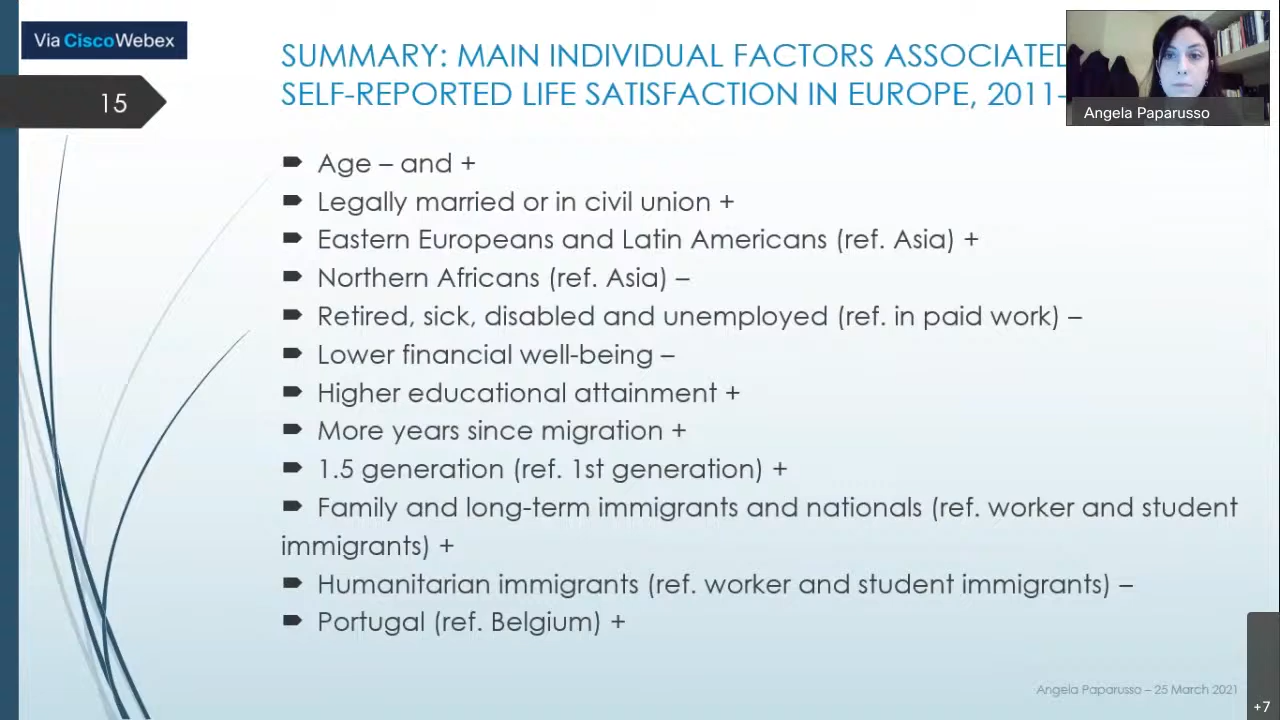 Via CiscoWebex
15
SUMMARY: MAIN INDIVIDUAL FACTORS ASSOCIATED
SELF-REPORTED LIFE SATISFACTION IN EUROPE, 2011-
Angela Paparusso
Age – and +
Legally married or in civil union +
Eastern Europeans and Latin Americans (ref. Asia) +
Northern Africans (ref. Asia) –
Retired, sick, disabled and unemployed (ref. in paid work) –
Lower financial well-being –
Higher educational attainment +
More years since migration +
1.5 generation (ref. 1st generation) +
Family and long-term immigrants and nationals (ref. worker and student
immigrants) +
Humanitarian immigrants (ref. worker and student immigrants) –
Portugal (ref. Belgium) +
Angela Paparusso – 25 March 2021
+7